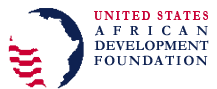 UNITED STATES
AFRICAN
DEVELOPMENT
FOUNDATION